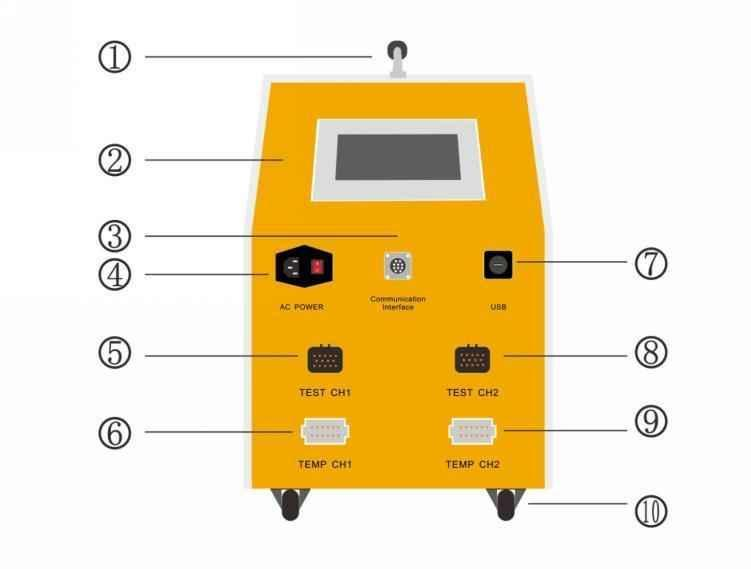 ①
②
③
④
⑦
AC POWER
Communication
Interface
USB
⑤
⑧
TEST CH1
TEST CH2
⑥
⑨
TEMP CH1
TEMP CH2
⑩